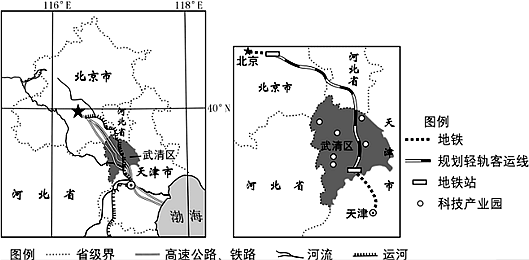 116°E
118°E
北京市
40°N
河北省
武清区
天津市
河北省
渤海
图例
省级界
高速公路、铁路
河流
运河
北京
河北省
北京市
天津市
河北省
天津
图例
地铁
规划轻轨客运线
地铁站
科技产业园